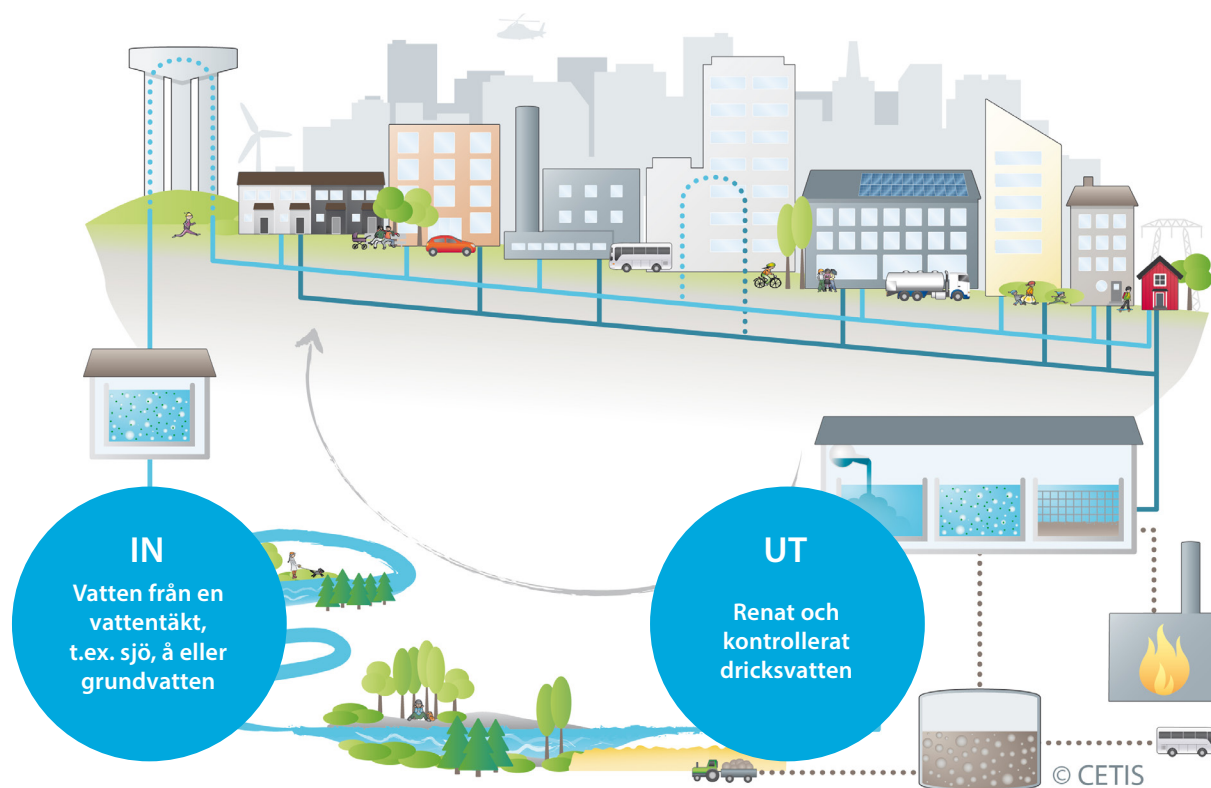 IN
Vatten från en
vattentäkt,
t.ex. sjö, å eller
grundvatten
UT
Renat och
kontrollerat
dricksvatten
© CETIS